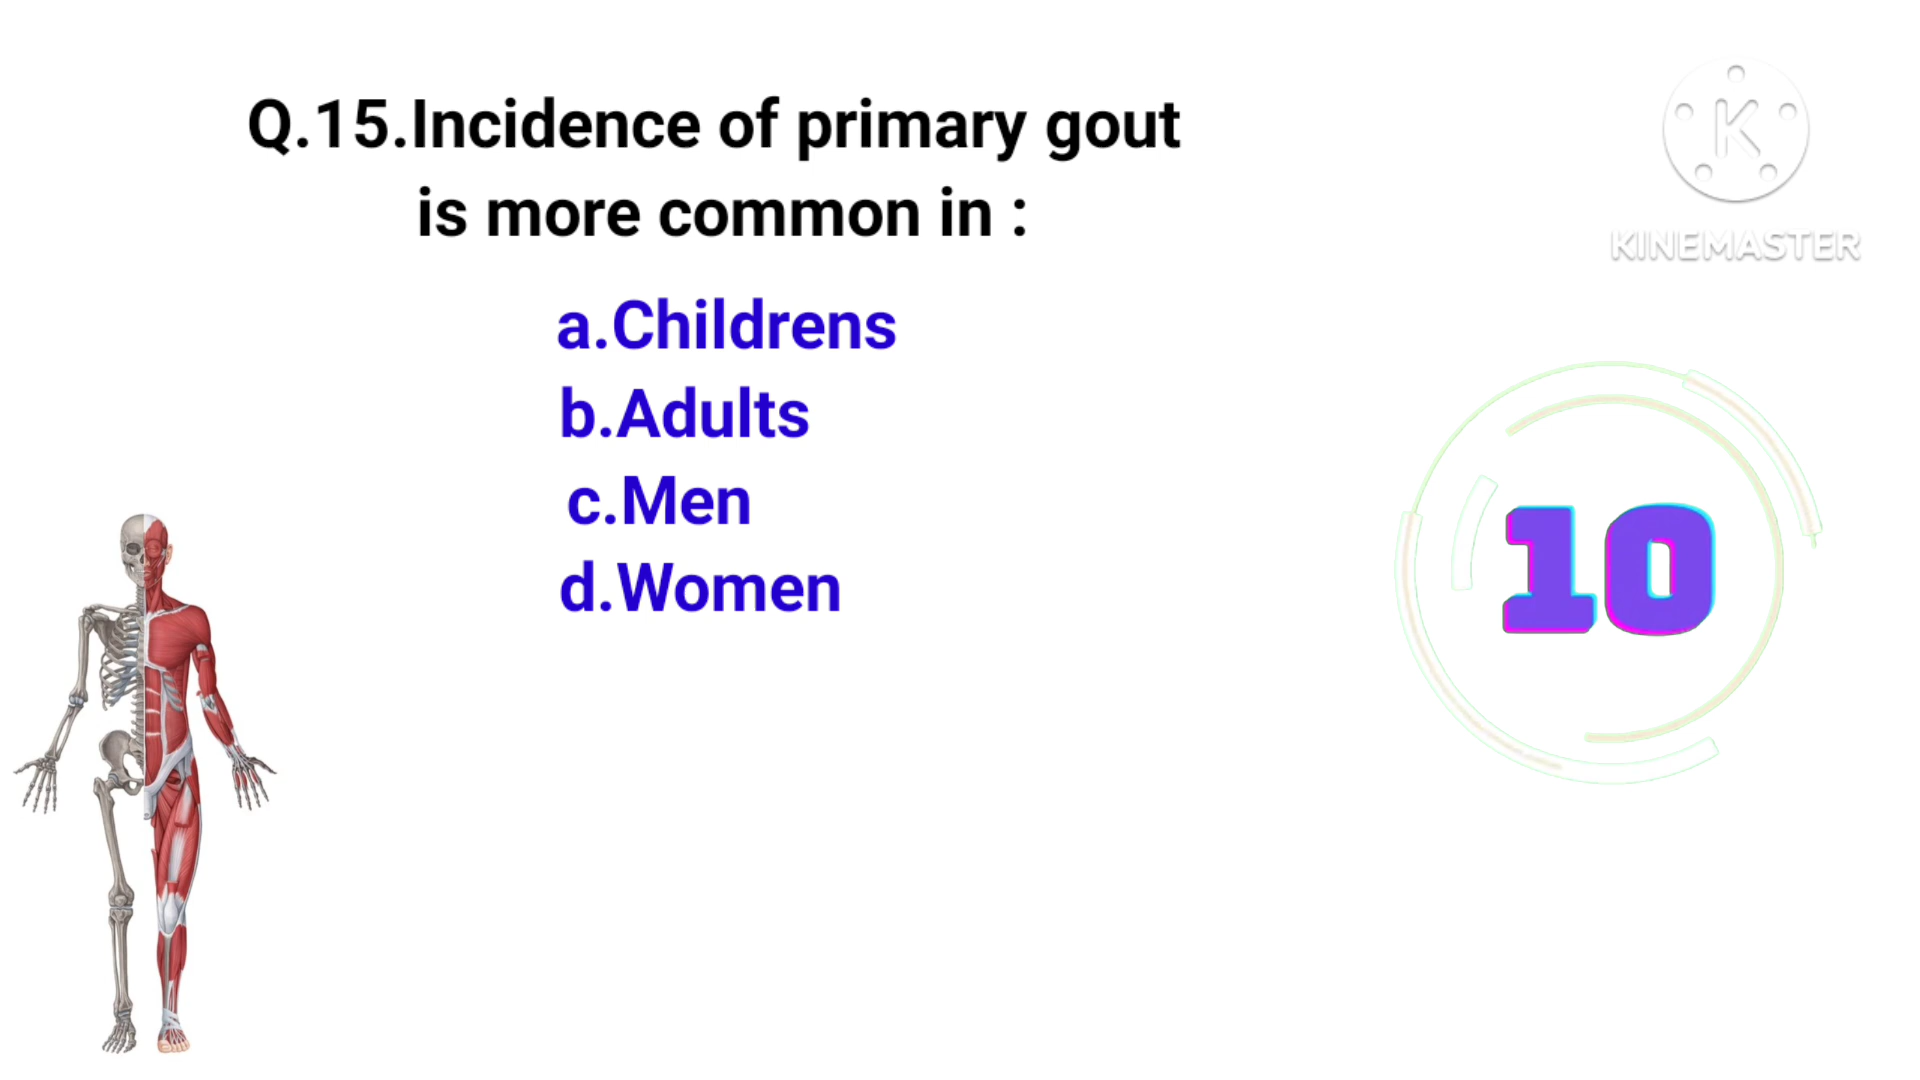 Q.15.Incidence of primary gout
is more common in :
a.Childrens
b.Adults
c.Men
d.Women
K
KINEMASTER
10